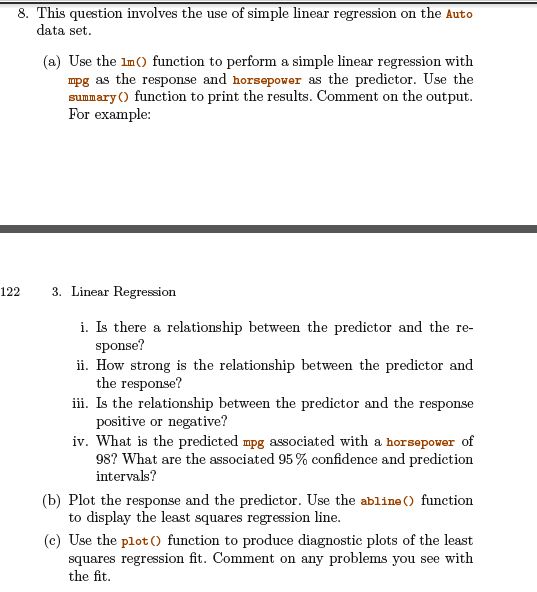 8. This question involves the use of simple linear regression on the Auto
data set.
(a) Use the lm() function to perform a simple linear regression with
mpg as the response and horsepower as the predictor. Use the
summary() function to print the results. Comment on the output.
For example:
122 3. Linear Regression
i. Is there a relationship between the predictor and the re-
sponse?
ii. How strong is the relationship between the predictor and
the response?
iii. Is the relationship between the predictor and the response
positive or negative?
iv. What is the predicted mpg associated with a horsepower of
98? What are the associated 95 % confidence and prediction
intervals?
(b) Plot the response and the predictor. Use the abline() function
to display the least squares regression line.
(c) Use the plot() function to produce diagnostic plots of the least
squares regression fit. Comment on any problems you see with
the fit.